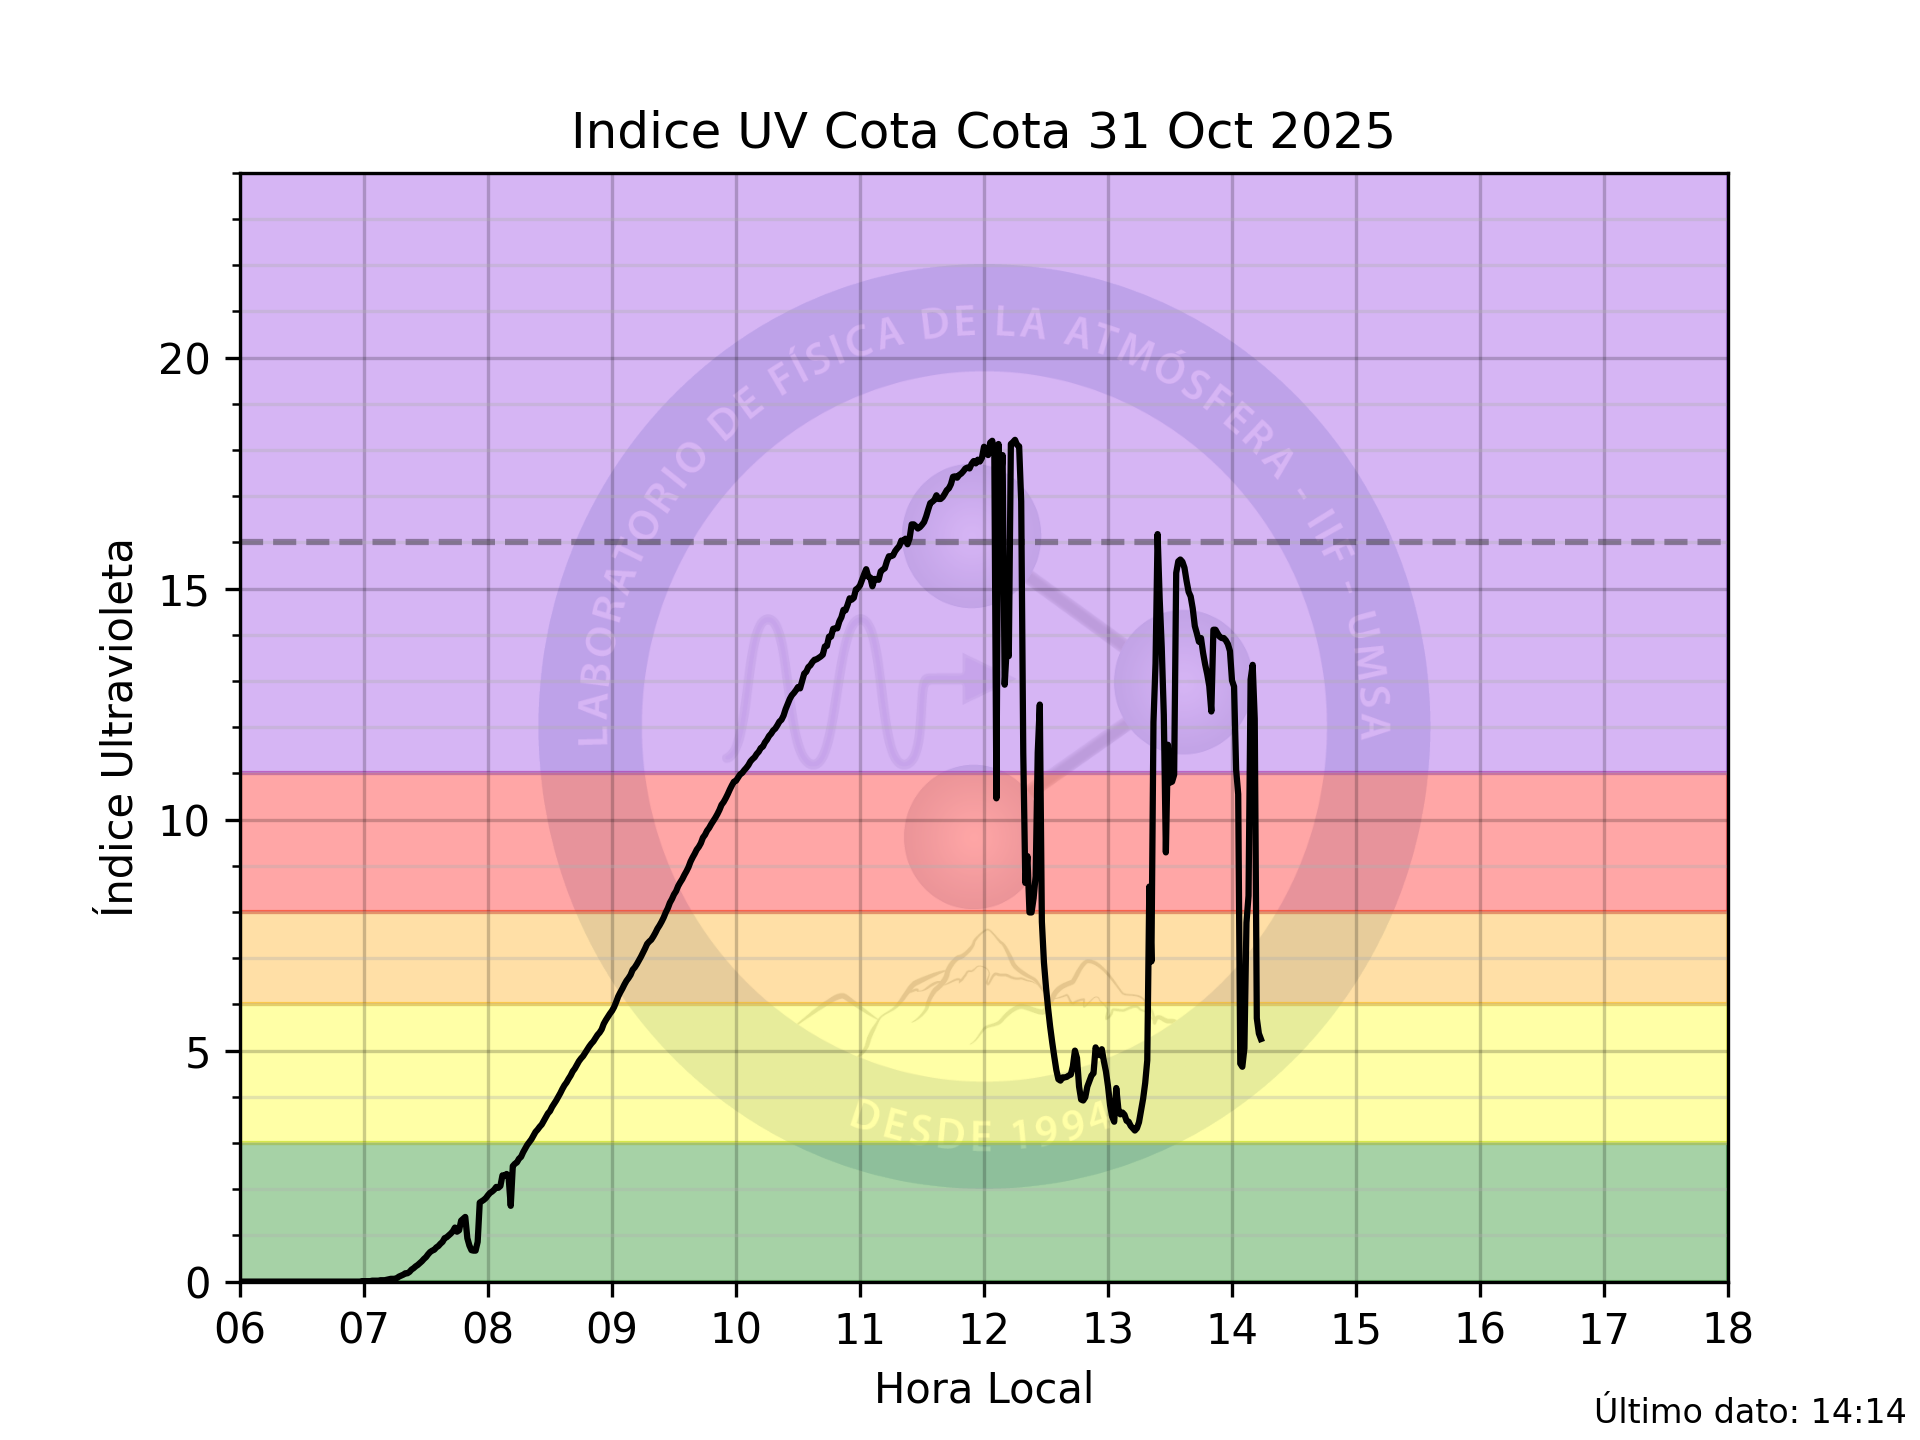 Indice UV Cota Cota 31 Oct 2025
Índice Ultravioleta
20
15
10
5
0
LABORATORIO DE FÍSICA DE LA ATMÓSFERA - IIF - UMSA
DESDE 1994
06 07 08 09 10 11 12 13 14 15 16 17 18
Hora Local
Último dato: 14:14